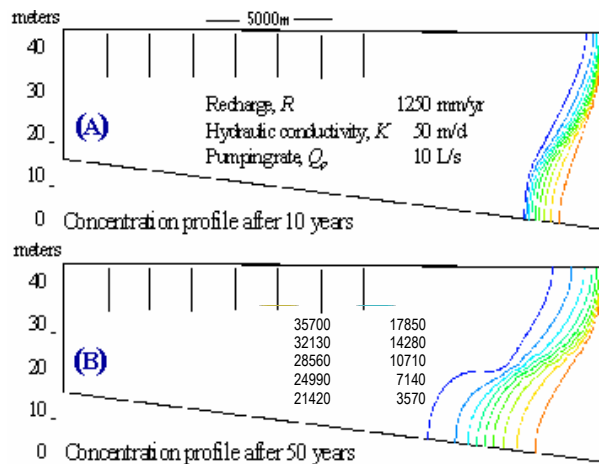 meters
5000m
40
30
20
10
0
(A)
Recharge, R 1250 mm/yr
Hydraulic conductivity, K 50 m/d
Pumpingrate, Qp 10 L/s
Concentration profile after 10 years
meters
40
30
20
10
0
(B)
35700 17850
32130 14280
28560 10710
24990 7140
21420 3570
Concentration profile after 50 years